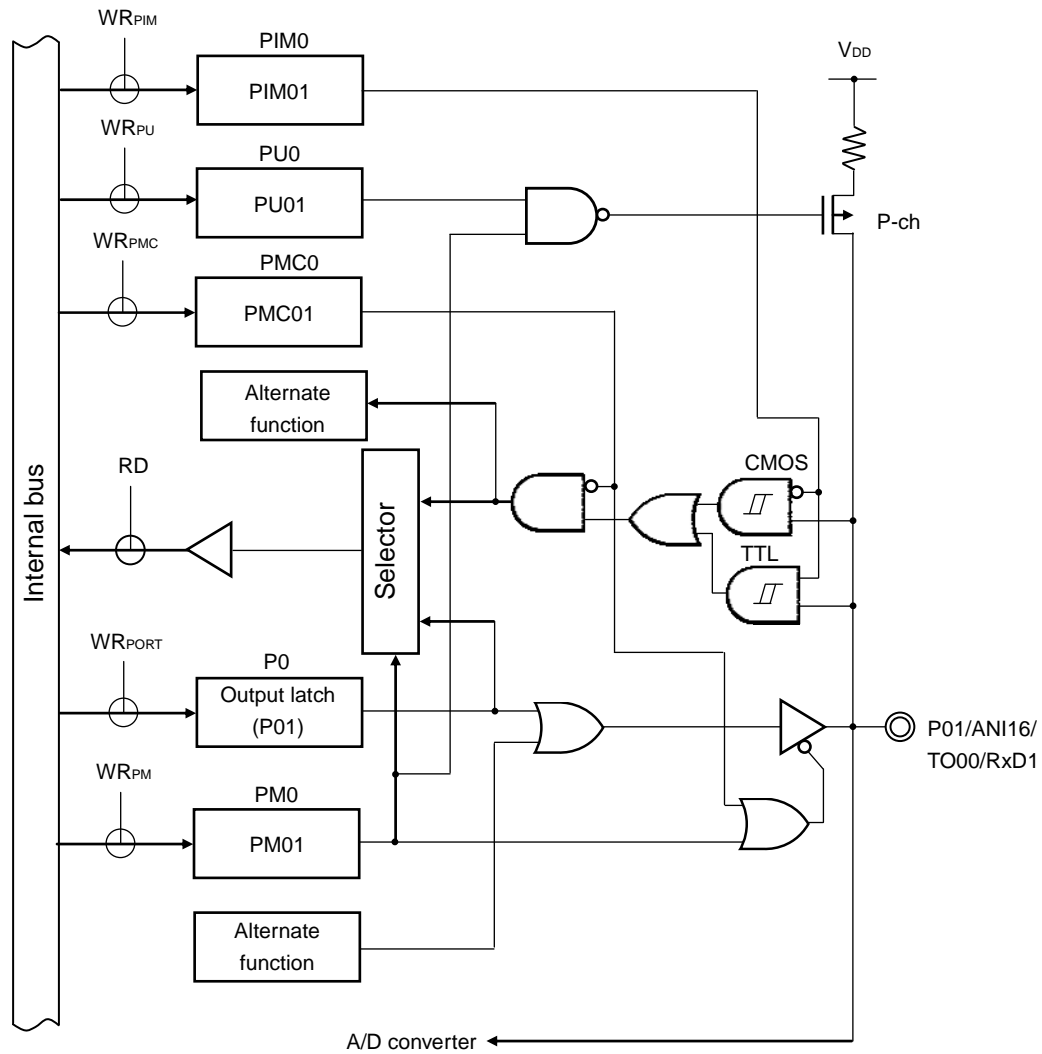 WRPIM
PIM0
PIM01
VDD
WRPU
PU0
PU01
P-ch
WRPMC
PMC0
PMC01
Alternate
function
RD
Selector
CMOS
TTL
Internal bus
WRPORT
P0
Output latch
(P01)
P01/ANI16/
TO00/RxD1
WRPM
PM0
PM01
Alternate
function
A/D converter